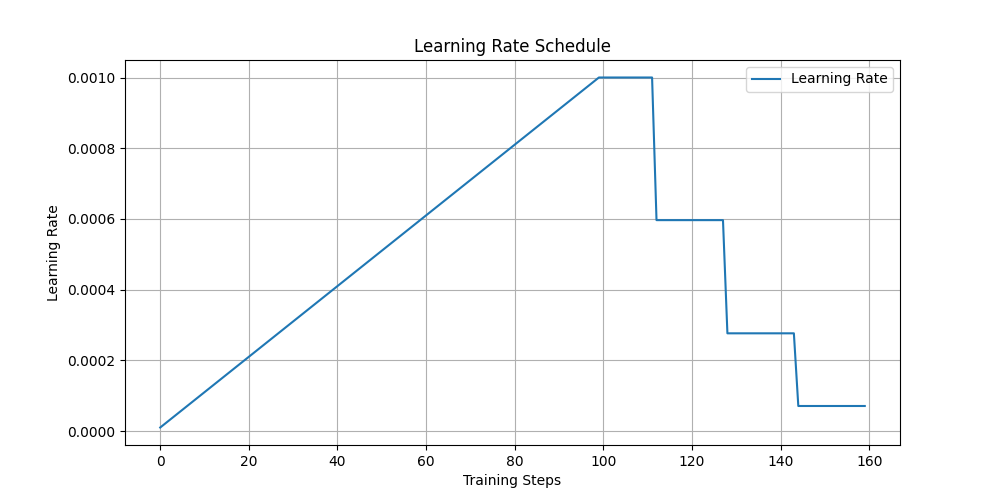 Learning Rate Schedule
Learning Rate
0.0010
0.0008
0.0006
0.0004
0.0002
0.0000
Learning Rate
0 20 40 60 80 100 120 140 160
Training Steps